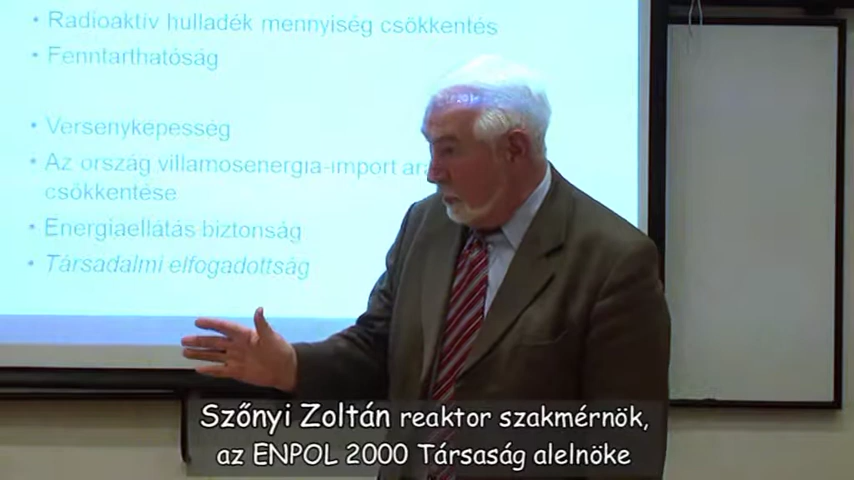 • Radioaktív hulladék mennyiség csökkentés
• Fenntarthatóság
• Versenyképesség
• Az ország villamosenergia-import
csökkentése
• Energiaellátás biztonság
• Társadalmi elfogadottság
Szőnyi Zoltán reaktor szakmérnök,
az ENPOL 2000 Társaság alelnöke